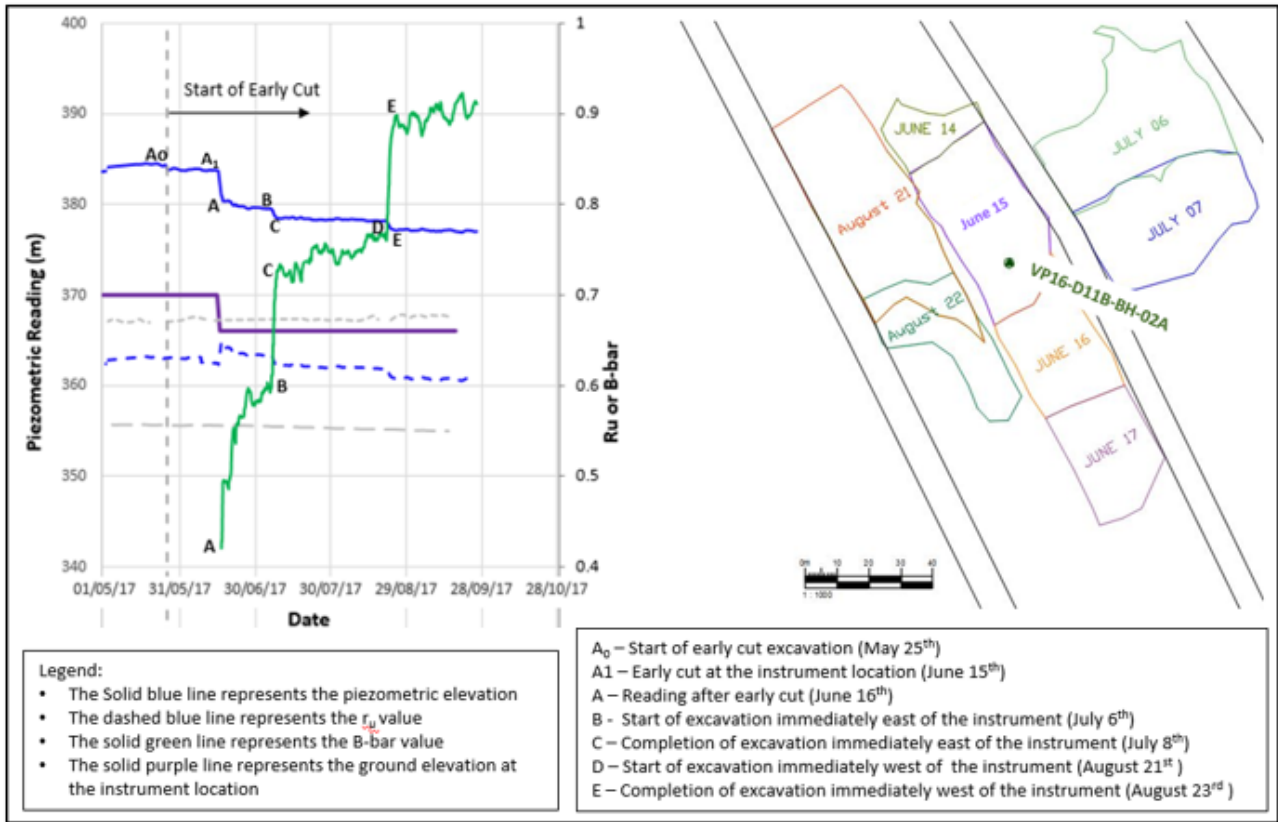 400
390
380
370
360
350
340
Piezometric Reading (m)
1
0.9
0.8
0.7
0.6
0.5
0.4
Ru or B-bar
Start of Early Cut
Ao
A1
A
B
C
D
E
E
C
B
A
01/05/17 31/05/17 30/06/17 30/07/17 29/08/17 28/09/17 28/10/17
Date
JUNE 14
JULY 06
August 21
June 15
JULY 07
VP16-D11B-BH-02A
August 22
JUNE 16
JUNE 17
0m 10 20 30 40
1 : 1000
Legend:
• The Solid blue line represents the piezometric elevation
• The dashed blue line represents the ru value
• The solid green line represents the B-bar value
• The solid purple line represents the ground elevation at
the instrument location
A0 – Start of early cut excavation (May 25th)
A1 – Early cut at the instrument location (June 15th)
A – Reading after early cut (June 16th)
B - Start of excavation immediately east of the instrument (July 6th)
C – Completion of excavation immediately east of the instrument (July 8th)
D – Start of excavation immediately west of the instrument (August 21st )
E – Completion of excavation immediately west of the instrument (August 23rd )